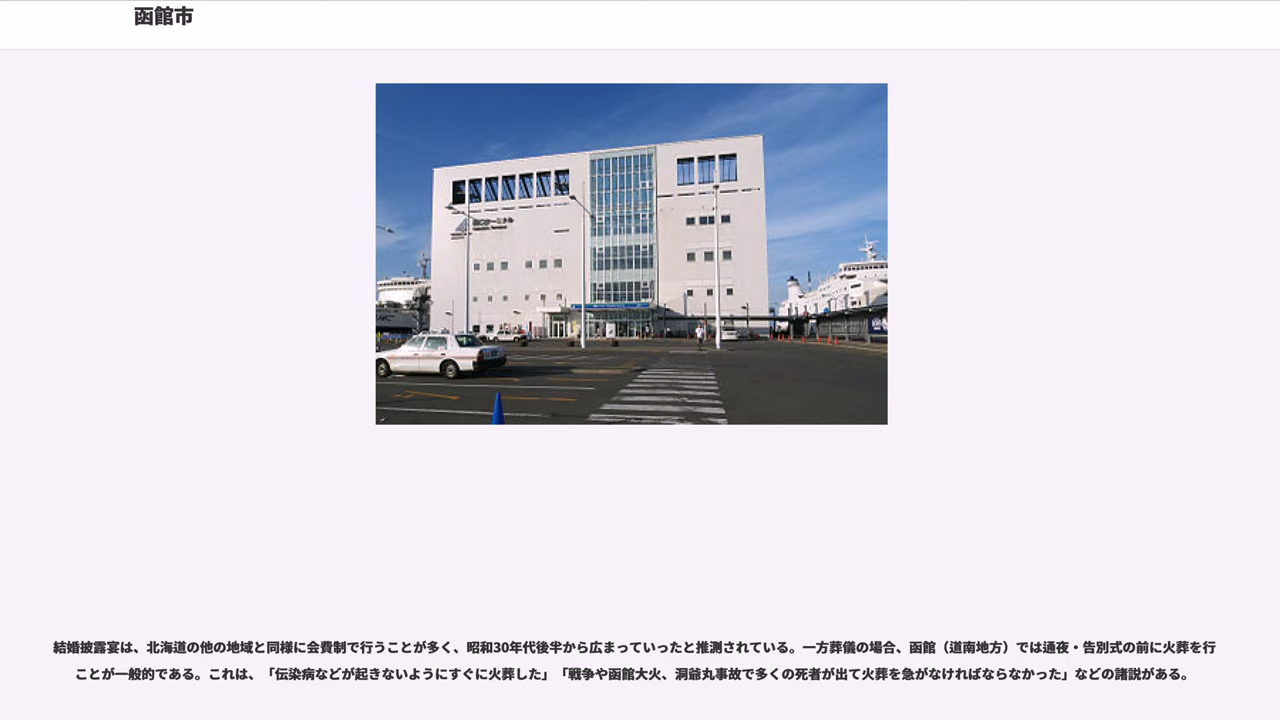 函館市
結婚披露宴は、北海道の他の地域と同様に会費制で行うことが多く、昭和30年代後半から広まっていったと推測されている。一方葬儀の場合、函館（道南地方）では通夜・告別式の前に火葬を行
ことが一般的である。これは、「伝染病などが起きないようにすぐに火葬した」「戦争や函館大火、洞爺丸事故で多くの死者が出て火葬を急がなければならなかった」などの諸説がある。